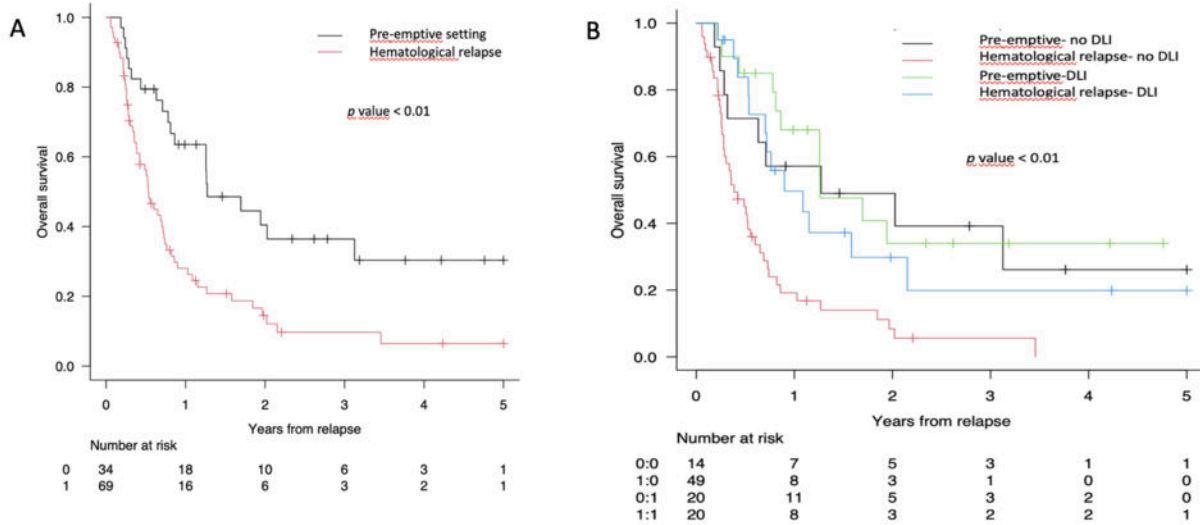 A
Pre-emptive setting
Hematological relapse
p value < 0.01
Overall survival
1.0
0.8
0.6
0.4
0.2
0.0
0 1 2 3 4 5
Years from relapse
Number at risk
0 34 18 10 6 3 1
1 69 16 6 3 2 1
B
Pre-emptive- no DLI
Hematological relapse- no DLI
Pre-emptive-DLI
Hematological relapse- DLI
p value < 0.01
Overall survival
1.0
0.8
0.6
0.4
0.2
0.0
0 1 2 3 4 5
Years from relapse
Number at risk
0:0 14 7 5 3 1 1
1:0 49 8 3 1 0 0
0:1 20 11 5 3 2 0
1:1 20 8 3 2 2 1